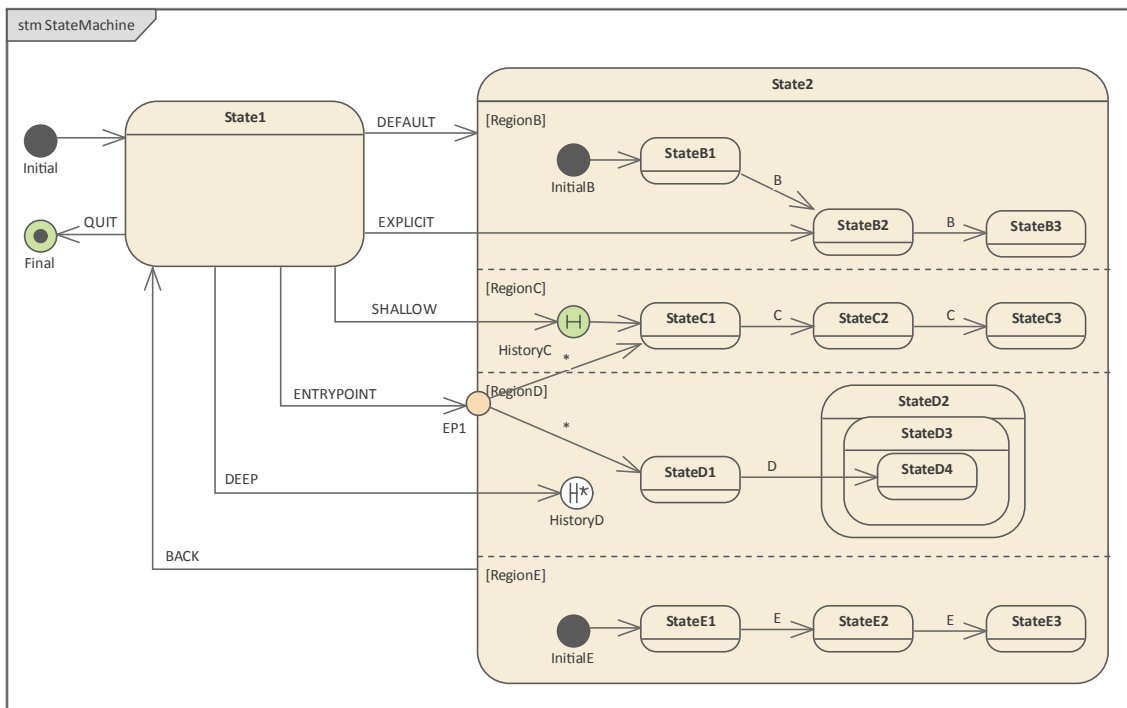 stm StateMachine
State2
State1
DEFAULT
[RegionB]
StateB1
Initial
InitialB
B
QUIT
EXPLICIT
StateB2
B
StateB3
Final
[RegionC]
SHALLOW
StateC1
C
StateC2
C
StateC3
HistoryC
*
ENTRYPOINT
[RegionD]
StateD2
EP1
*
StateD3
StateD1
D
StateD4
DEEP
H*
HistoryD
BACK
[RegionE]
StateE1
E
StateE2
E
StateE3
InitialE